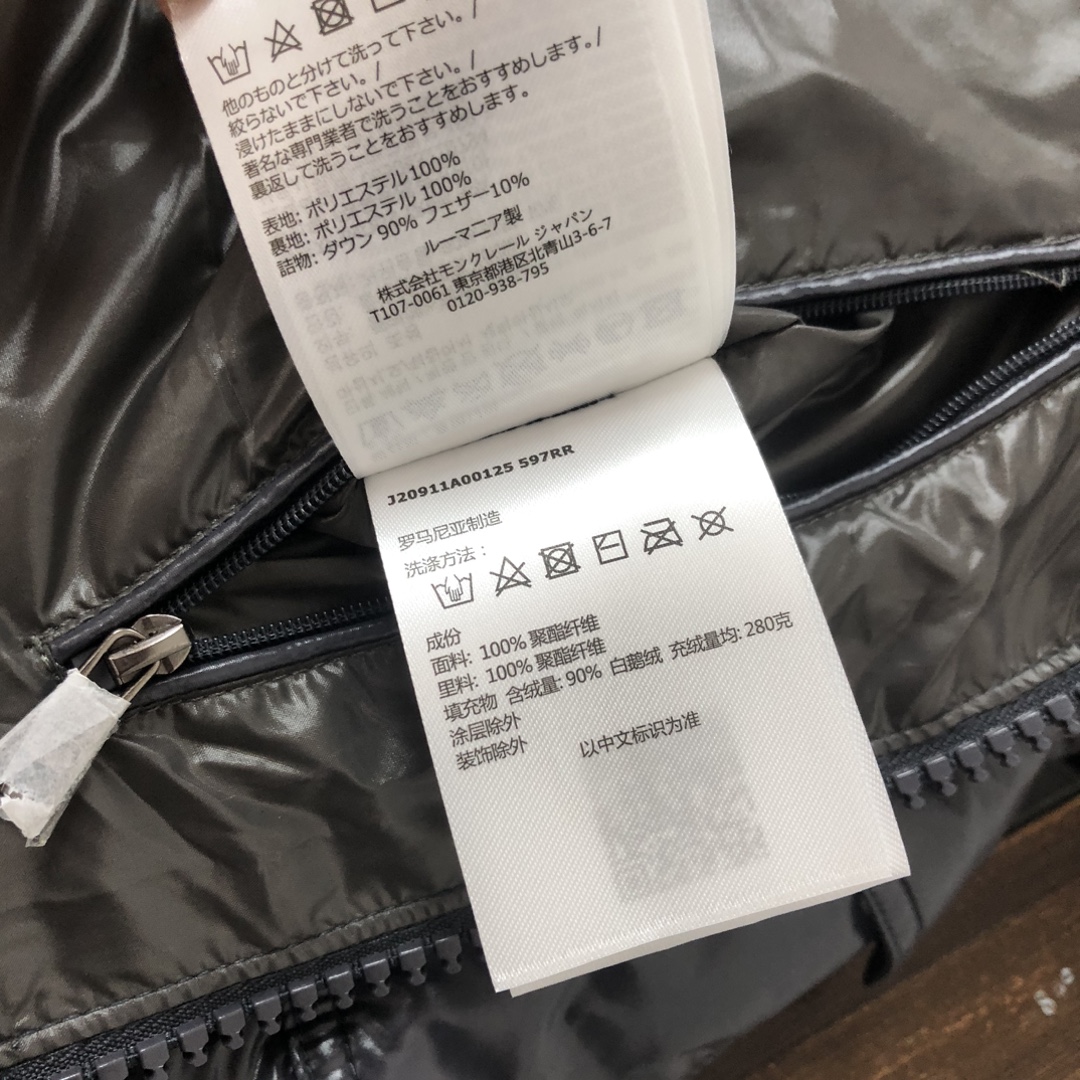 他のものと分けて洗って下さい。/
絞らないで下さい。/
浸けたままにしないで下さい。/
著名な専門業者で洗うことをおすすめします。/
裏返して洗うことをおすすめします。
表地: ポリエステル100%
裏地: ポリエステル 100%
詰物: ダウン 90% フェザー10%
ルーマニア製
株式会社モンクレール ジャパン
T107-0061 東京都港区北青山3-6-7
0120-938-795
J20911A00125 597RR
罗马尼亚制造
洗涤方法：
成份
面料: 100% 聚酯纤维
里料: 100% 聚酯纤维
填充物 含绒量: 90% 白鹅绒 充绒量均: 280克
涂层除外
装饰除外 以中文标识为准